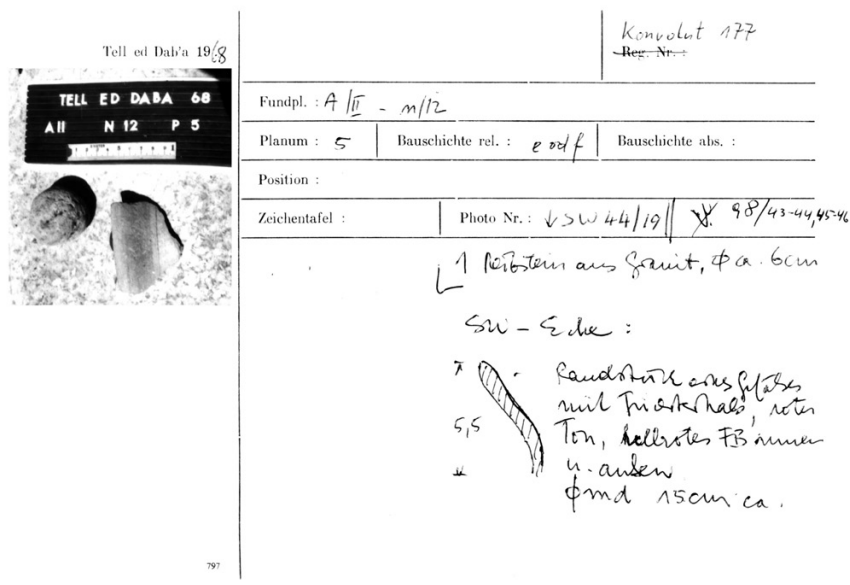 Tell ed Dab'a 1968
Konvolut 177
Reg. Nr. :
TELL ED DABA 68
A II N 12 P 5
Fundpl. : A/II - n/12
Planum : 5 Bauschichte rel. : e od f Bauschichte abs. :
Position :
Zeichentafel : Photo Nr. : ↓ SW 44/19 || 98/43-44, 45-46
1 Reibstein aus Granit, ϕ ca. 6cm
SW - Ecke :
Randstück eines Gefäßes
mit Trichterhals, roter
5,5
Ton, hellrotes FB innen
u. außen
ϕ md 15cm ca.
797